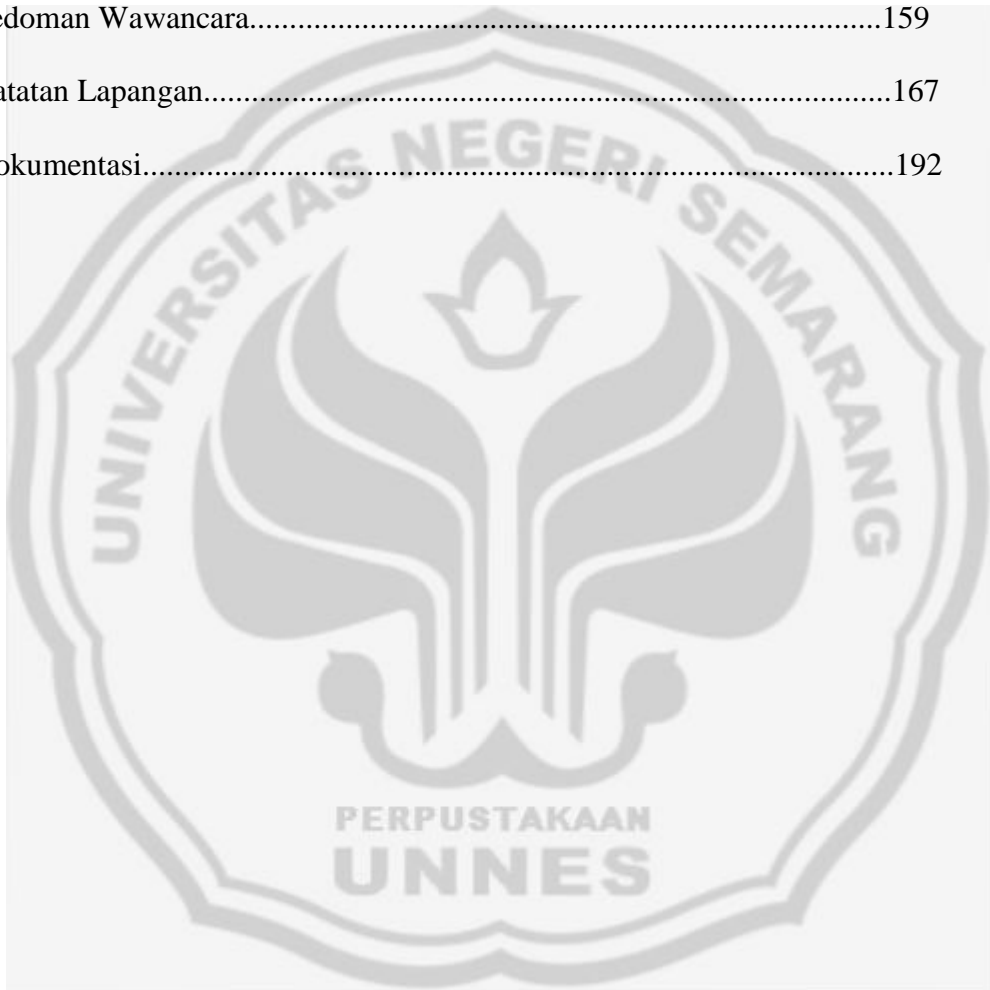 edoman Wawancara...............................................................................159
atatan Lapangan......................................................................................167
okumentasi..............................................................................................192
UNIVERSITAS NEGERI SEMARANG
PERPUSTAKAAN
UNNES